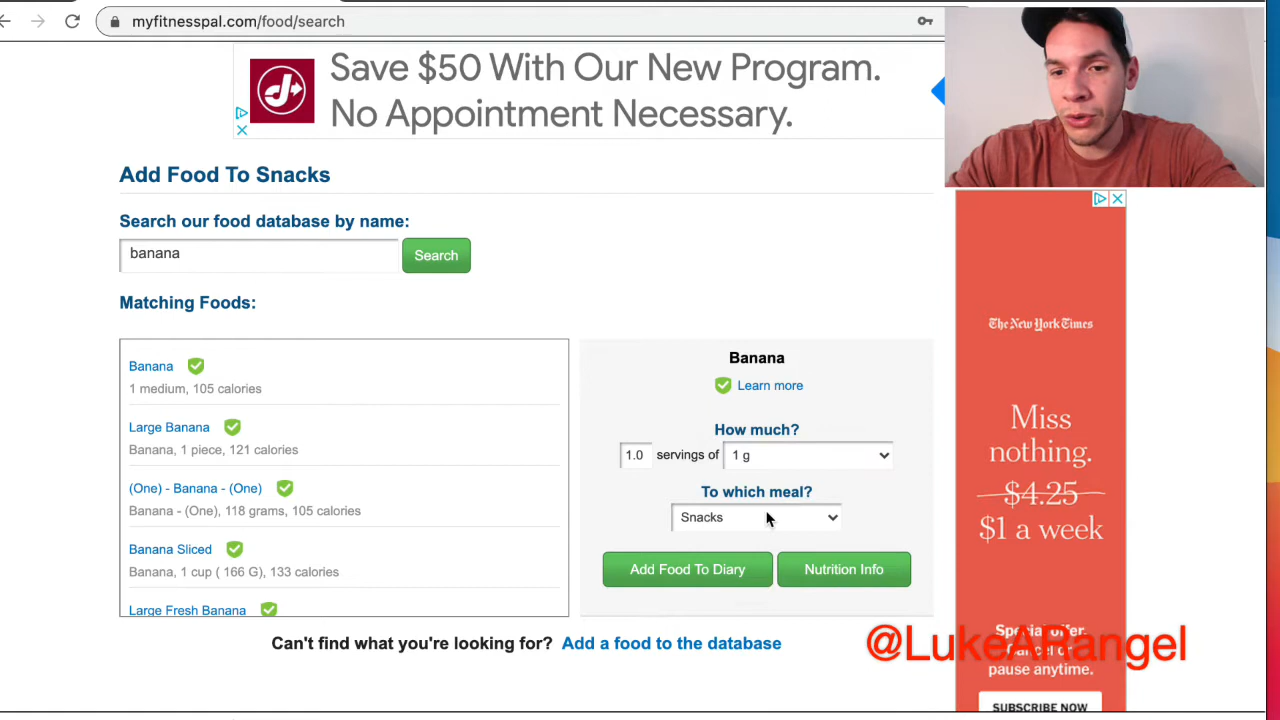 myfitnesspal.com/food/search
Save $50 With Our New Program.
No Appointment Necessary.
Add Food To Snacks
Search our food database by name:
banana
Search
Matching Foods:
Banana
1 medium, 105 calories
Large Banana
Banana, 1 piece, 121 calories
(One) - Banana - (One)
Banana - (One), 118 grams, 105 calories
Banana Sliced
Banana, 1 cup ( 166 G), 133 calories
Large Fresh Banana
Banana
Learn more
How much?
1.0 servings of 1 g
To which meal?
Snacks
Add Food To Diary
Nutrition Info
Can't find what you're looking for? Add a food to the database
The New York Times
Miss
nothing.
$4.25
$1 a week
Special offer.
Cancel or
pause anytime.
SUBSCRIBE NOW
@LukeARangel